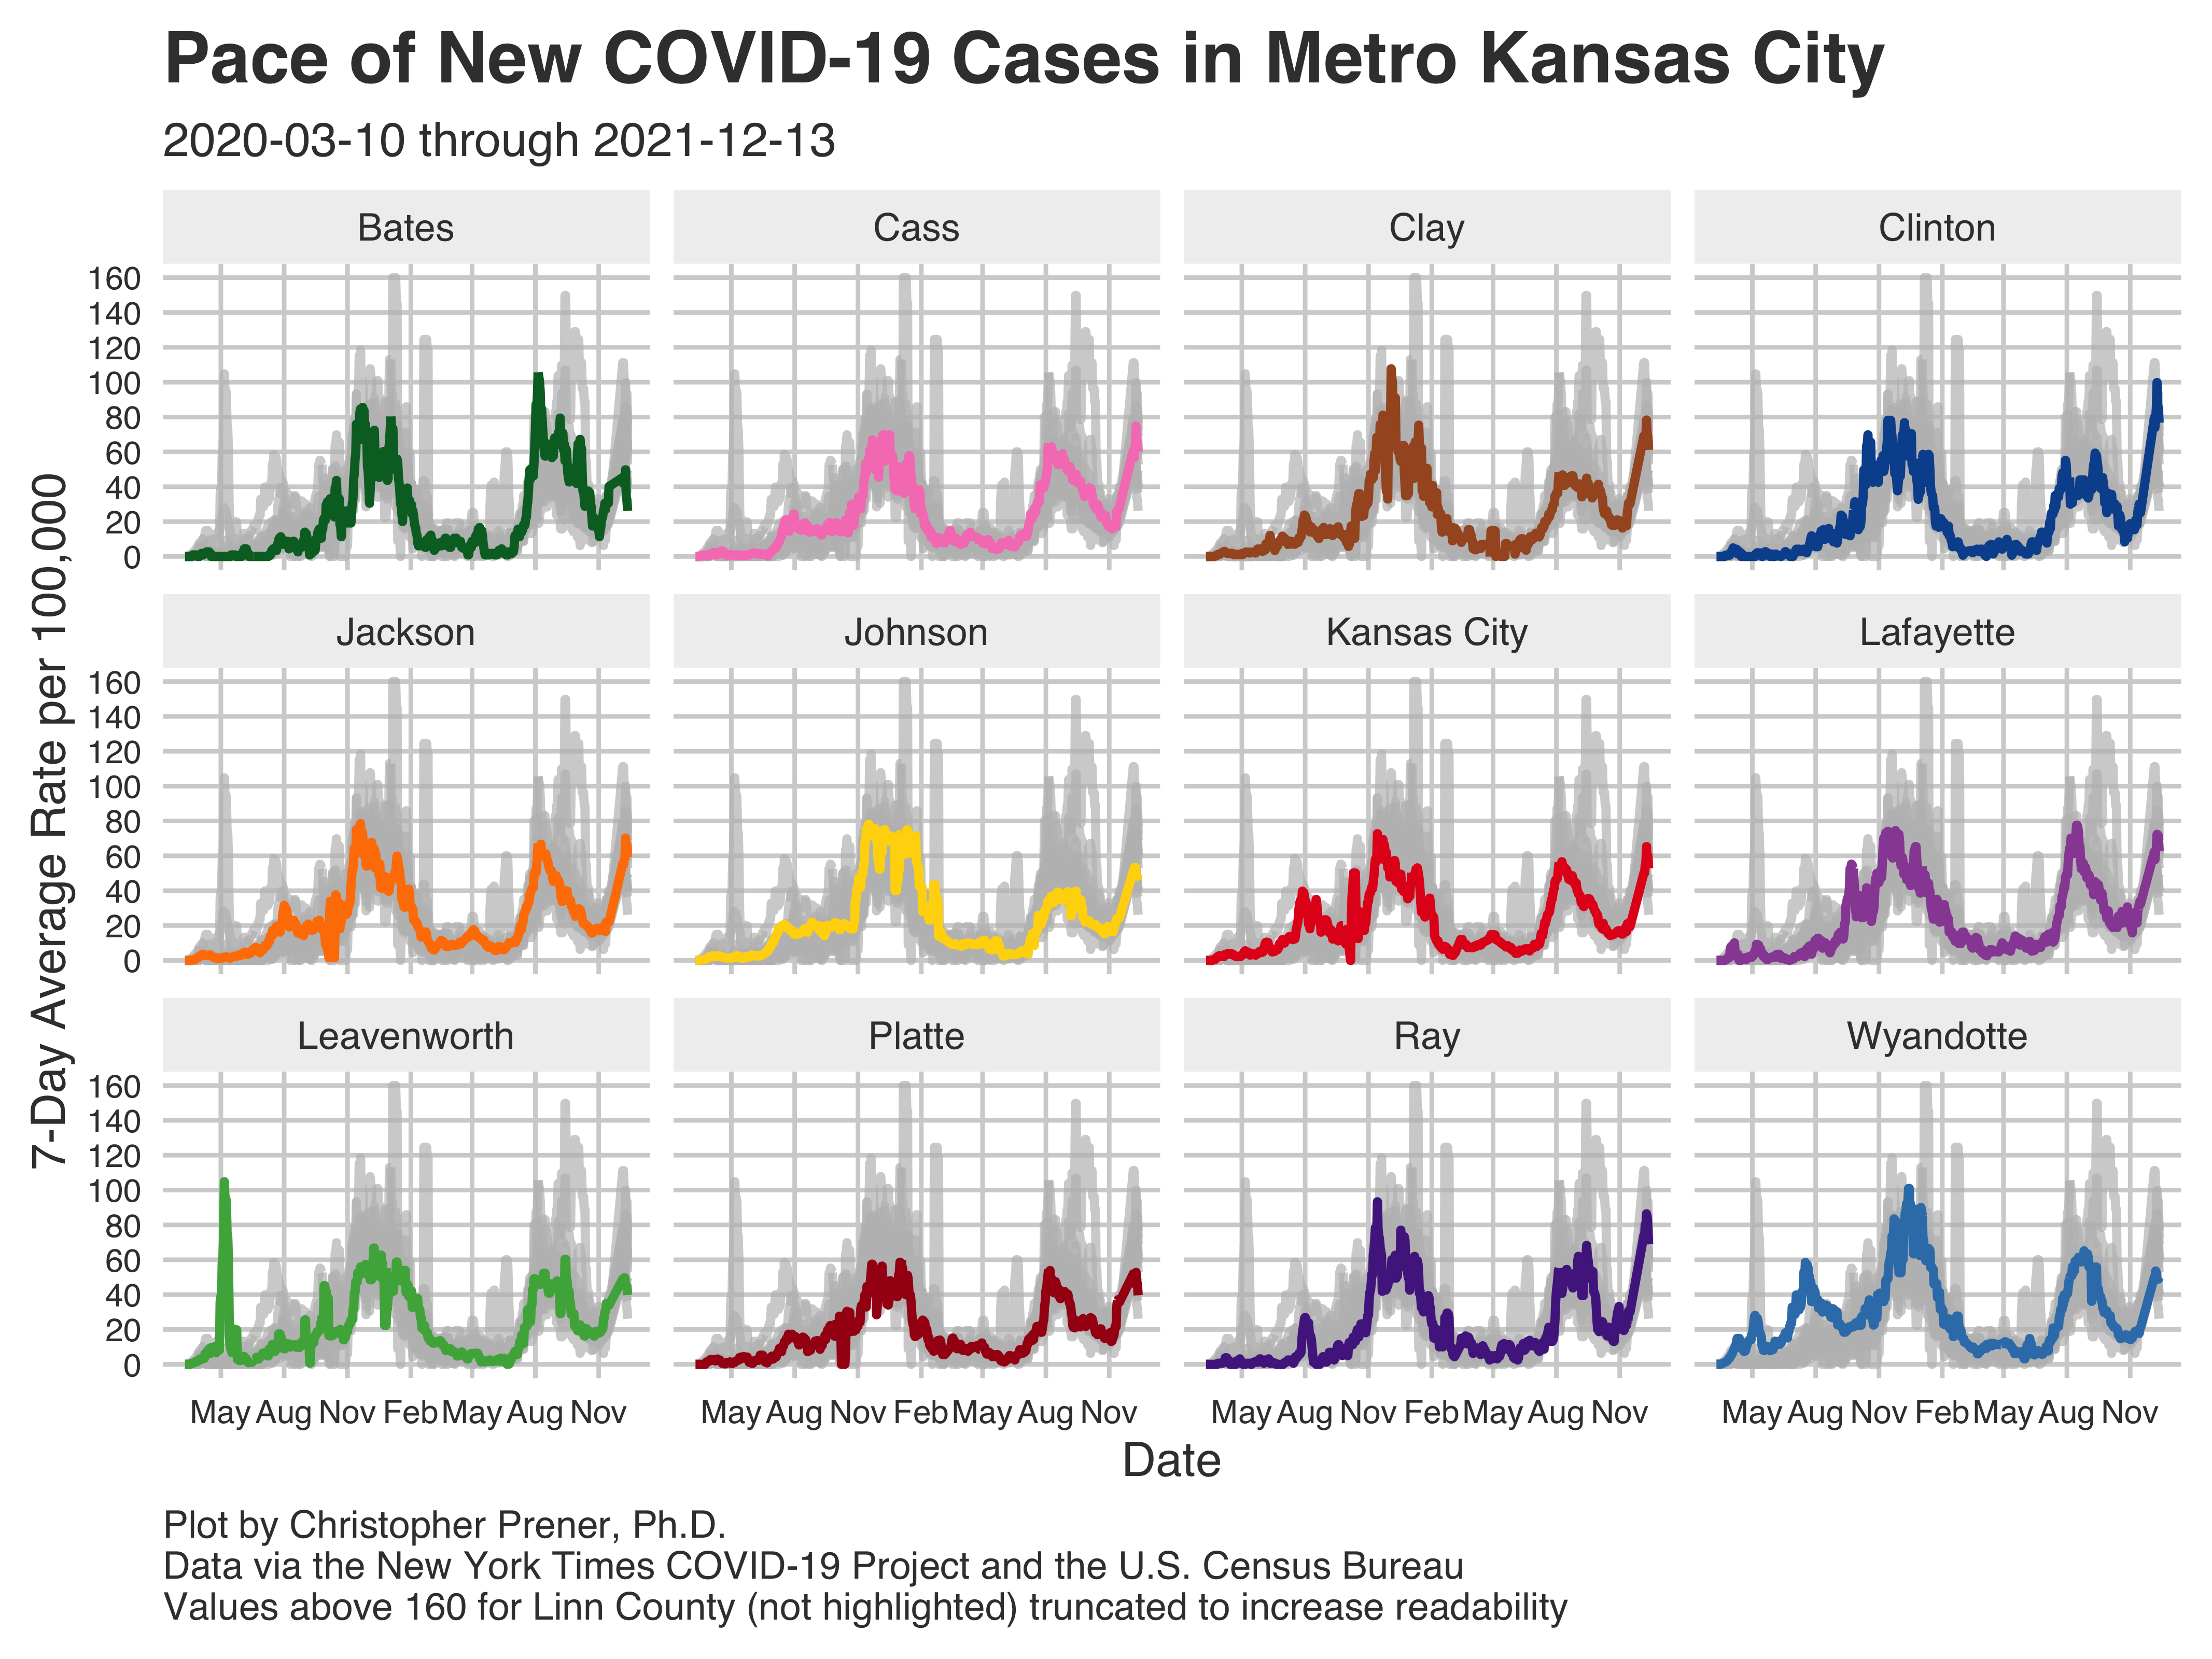 Pace of New COVID-19 Cases in Metro Kansas City
2020-03-10 through 2021-12-13
7-Day Average Rate per 100,000
Bates Cass Clay Clinton
160
140
120
100
80
60
40
20
0
Jackson Johnson Kansas City Lafayette
160
140
120
100
80
60
40
20
0
Leavenworth Platte Ray Wyandotte
160
140
120
100
80
60
40
20
0
May Aug Nov Feb May Aug Nov May Aug Nov Feb May Aug Nov May Aug Nov Feb May Aug Nov May Aug Nov Feb May Aug Nov
Date
Plot by Christopher Prener, Ph.D.
Data via the New York Times COVID-19 Project and the U.S. Census Bureau
Values above 160 for Linn County (not highlighted) truncated to increase readability